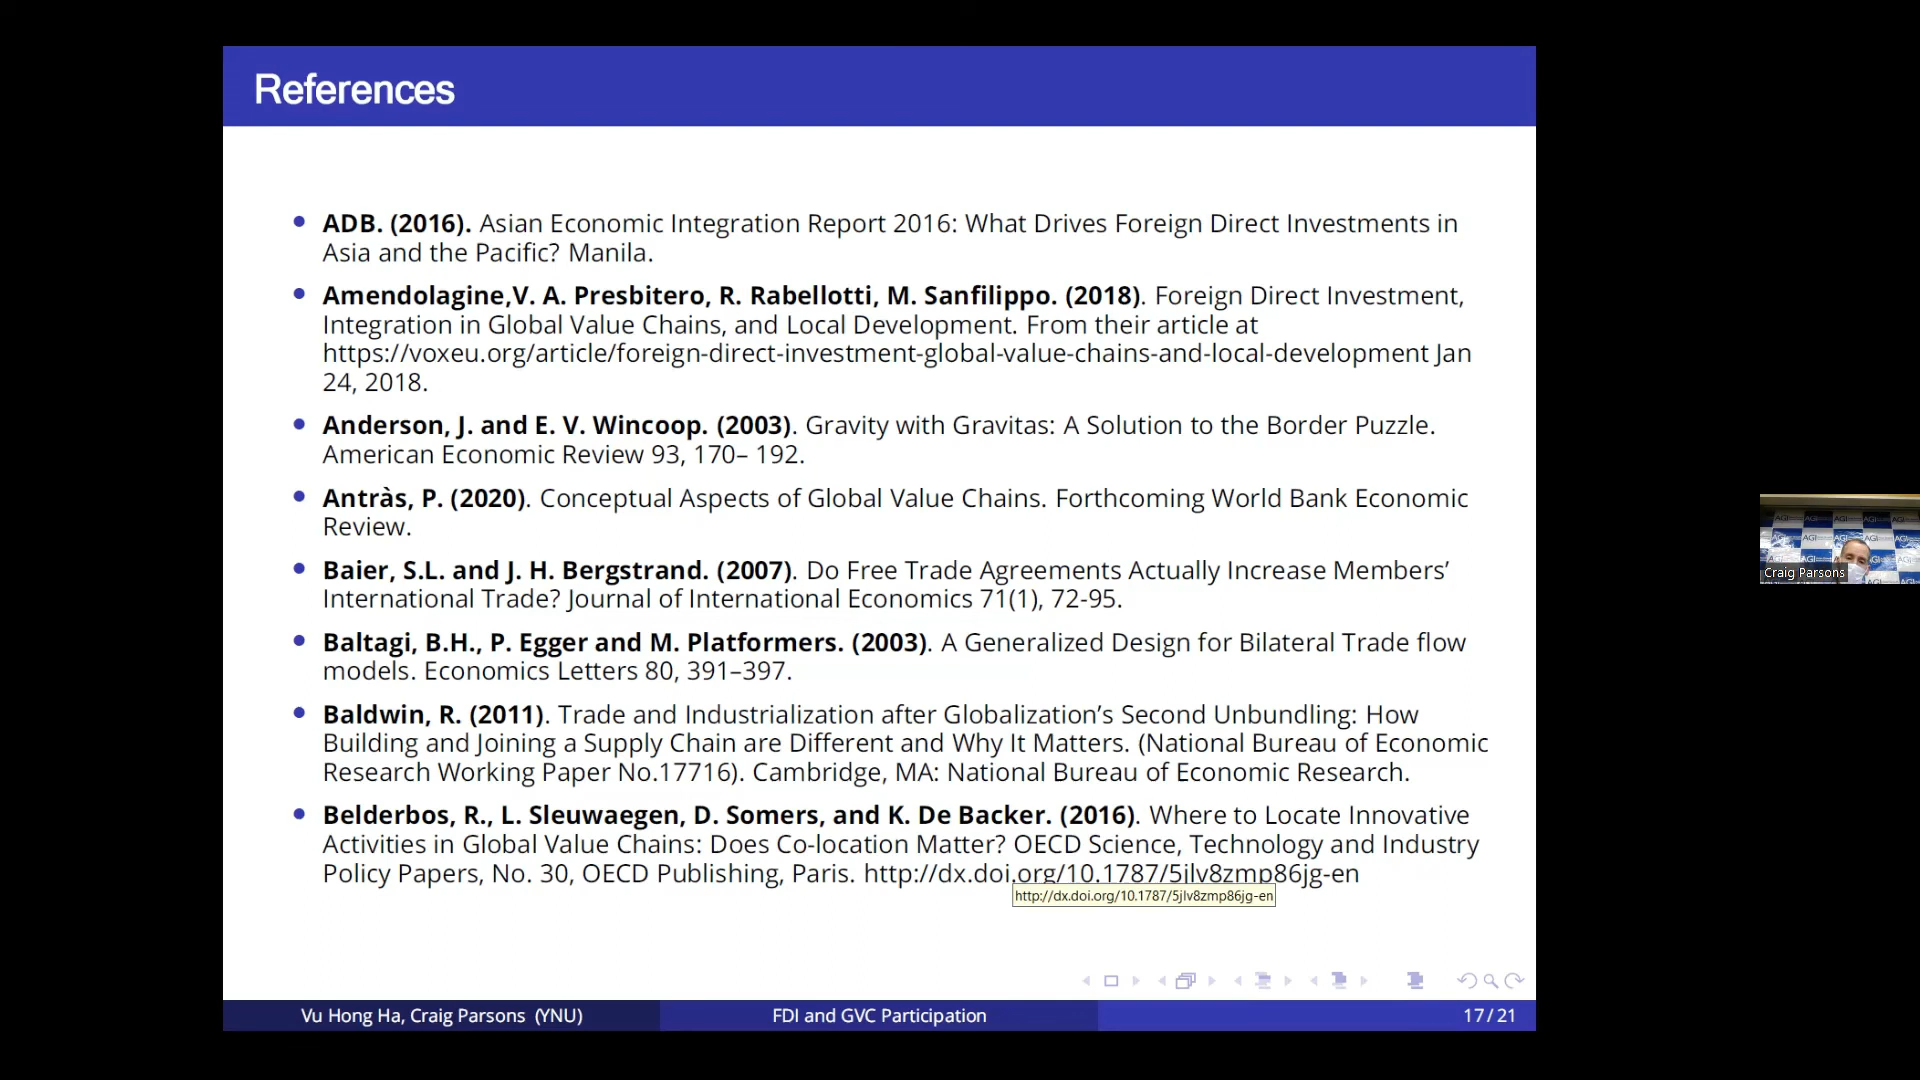 References
ADB. (2016). Asian Economic Integration Report 2016: What Drives Foreign Direct Investments in
Asia and the Pacific? Manila.
Amendolagine,V. A. Presbitero, R. Rabellotti, M. Sanfilippo. (2018). Foreign Direct Investment,
Integration in Global Value Chains, and Local Development. From their article at
https://voxeu.org/article/foreign-direct-investment-global-value-chains-and-local-development Jan
24, 2018.
Anderson, J. and E. V. Wincoop. (2003). Gravity with Gravitas: A Solution to the Border Puzzle.
American Economic Review 93, 170– 192.
Antràs, P. (2020). Conceptual Aspects of Global Value Chains. Forthcoming World Bank Economic
Review.
Baier, S.L. and J. H. Bergstrand. (2007). Do Free Trade Agreements Actually Increase Members’
International Trade? Journal of International Economics 71(1), 72-95.
Baltagi, B.H., P. Egger and M. Platformers. (2003). A Generalized Design for Bilateral Trade flow
models. Economics Letters 80, 391–397.
Baldwin, R. (2011). Trade and Industrialization after Globalization’s Second Unbundling: How
Building and Joining a Supply Chain are Different and Why It Matters. (National Bureau of Economic
Research Working Paper No.17716). Cambridge, MA: National Bureau of Economic Research.
Belderbos, R., L. Sleuwaegen, D. Somers, and K. De Backer. (2016). Where to Locate Innovative
Activities in Global Value Chains: Does Co-location Matter? OECD Science, Technology and Industry
Policy Papers, No. 30, OECD Publishing, Paris. http://dx.doi.org/10.1787/5jlv8zmp86jg-en
http://dx.doi.org/10.1787/5jlv8zmp86jg-en
Vu Hong Ha, Craig Parsons (YNU)
FDI and GVC Participation
17/21
AGI AGI AGI AGI
Craig Parsons